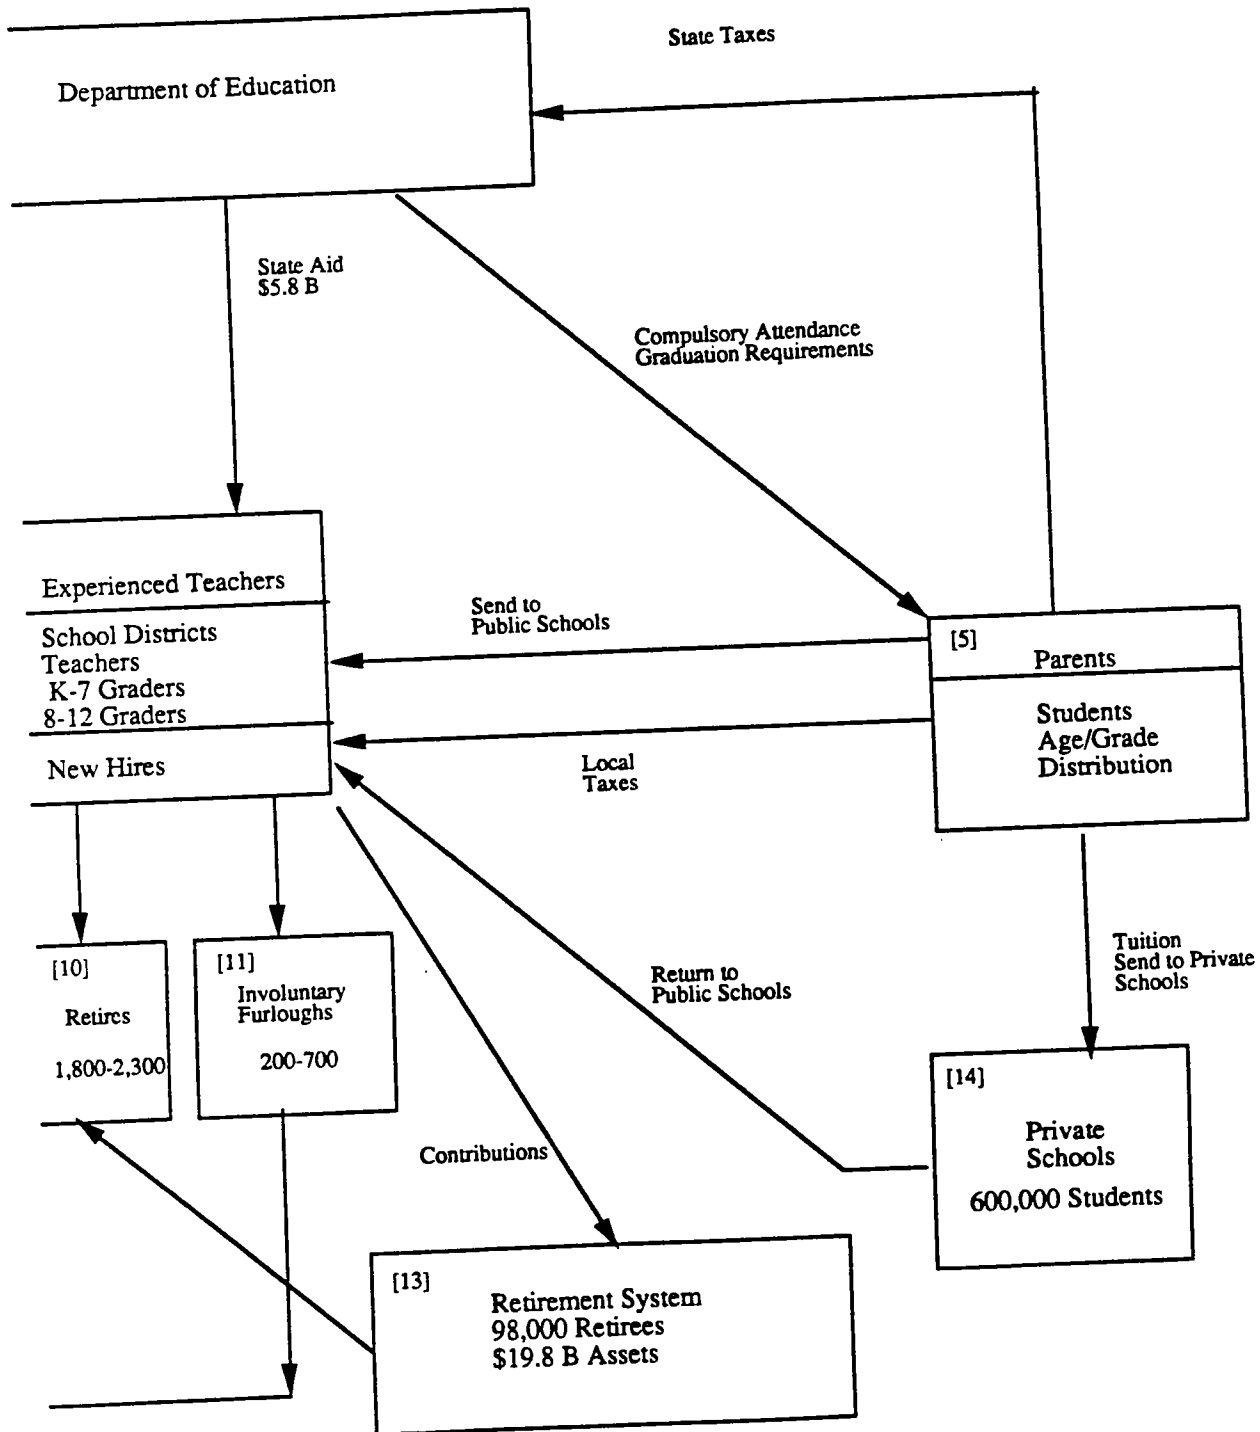 State Taxes
Department of Education
State Aid
$5.8 B
Compulsory Attendance
Graduation Requirements
Experienced Teachers
School Districts
Teachers
K-7 Graders
8-12 Graders
New Hires
Send to
Public Schools
Local
Taxes
[5]
Parents
Students
Age/Grade
Distribution
[10]
Retires
1,800-2,300
[11]
Involuntary
Furloughs
200-700
Return to
Public Schools
Tuition
Send to Private
Schools
[14]
Private
Schools
600,000 Students
Contributions
[13]
Retirement System
98,000 Retirees
$19.8 B Assets